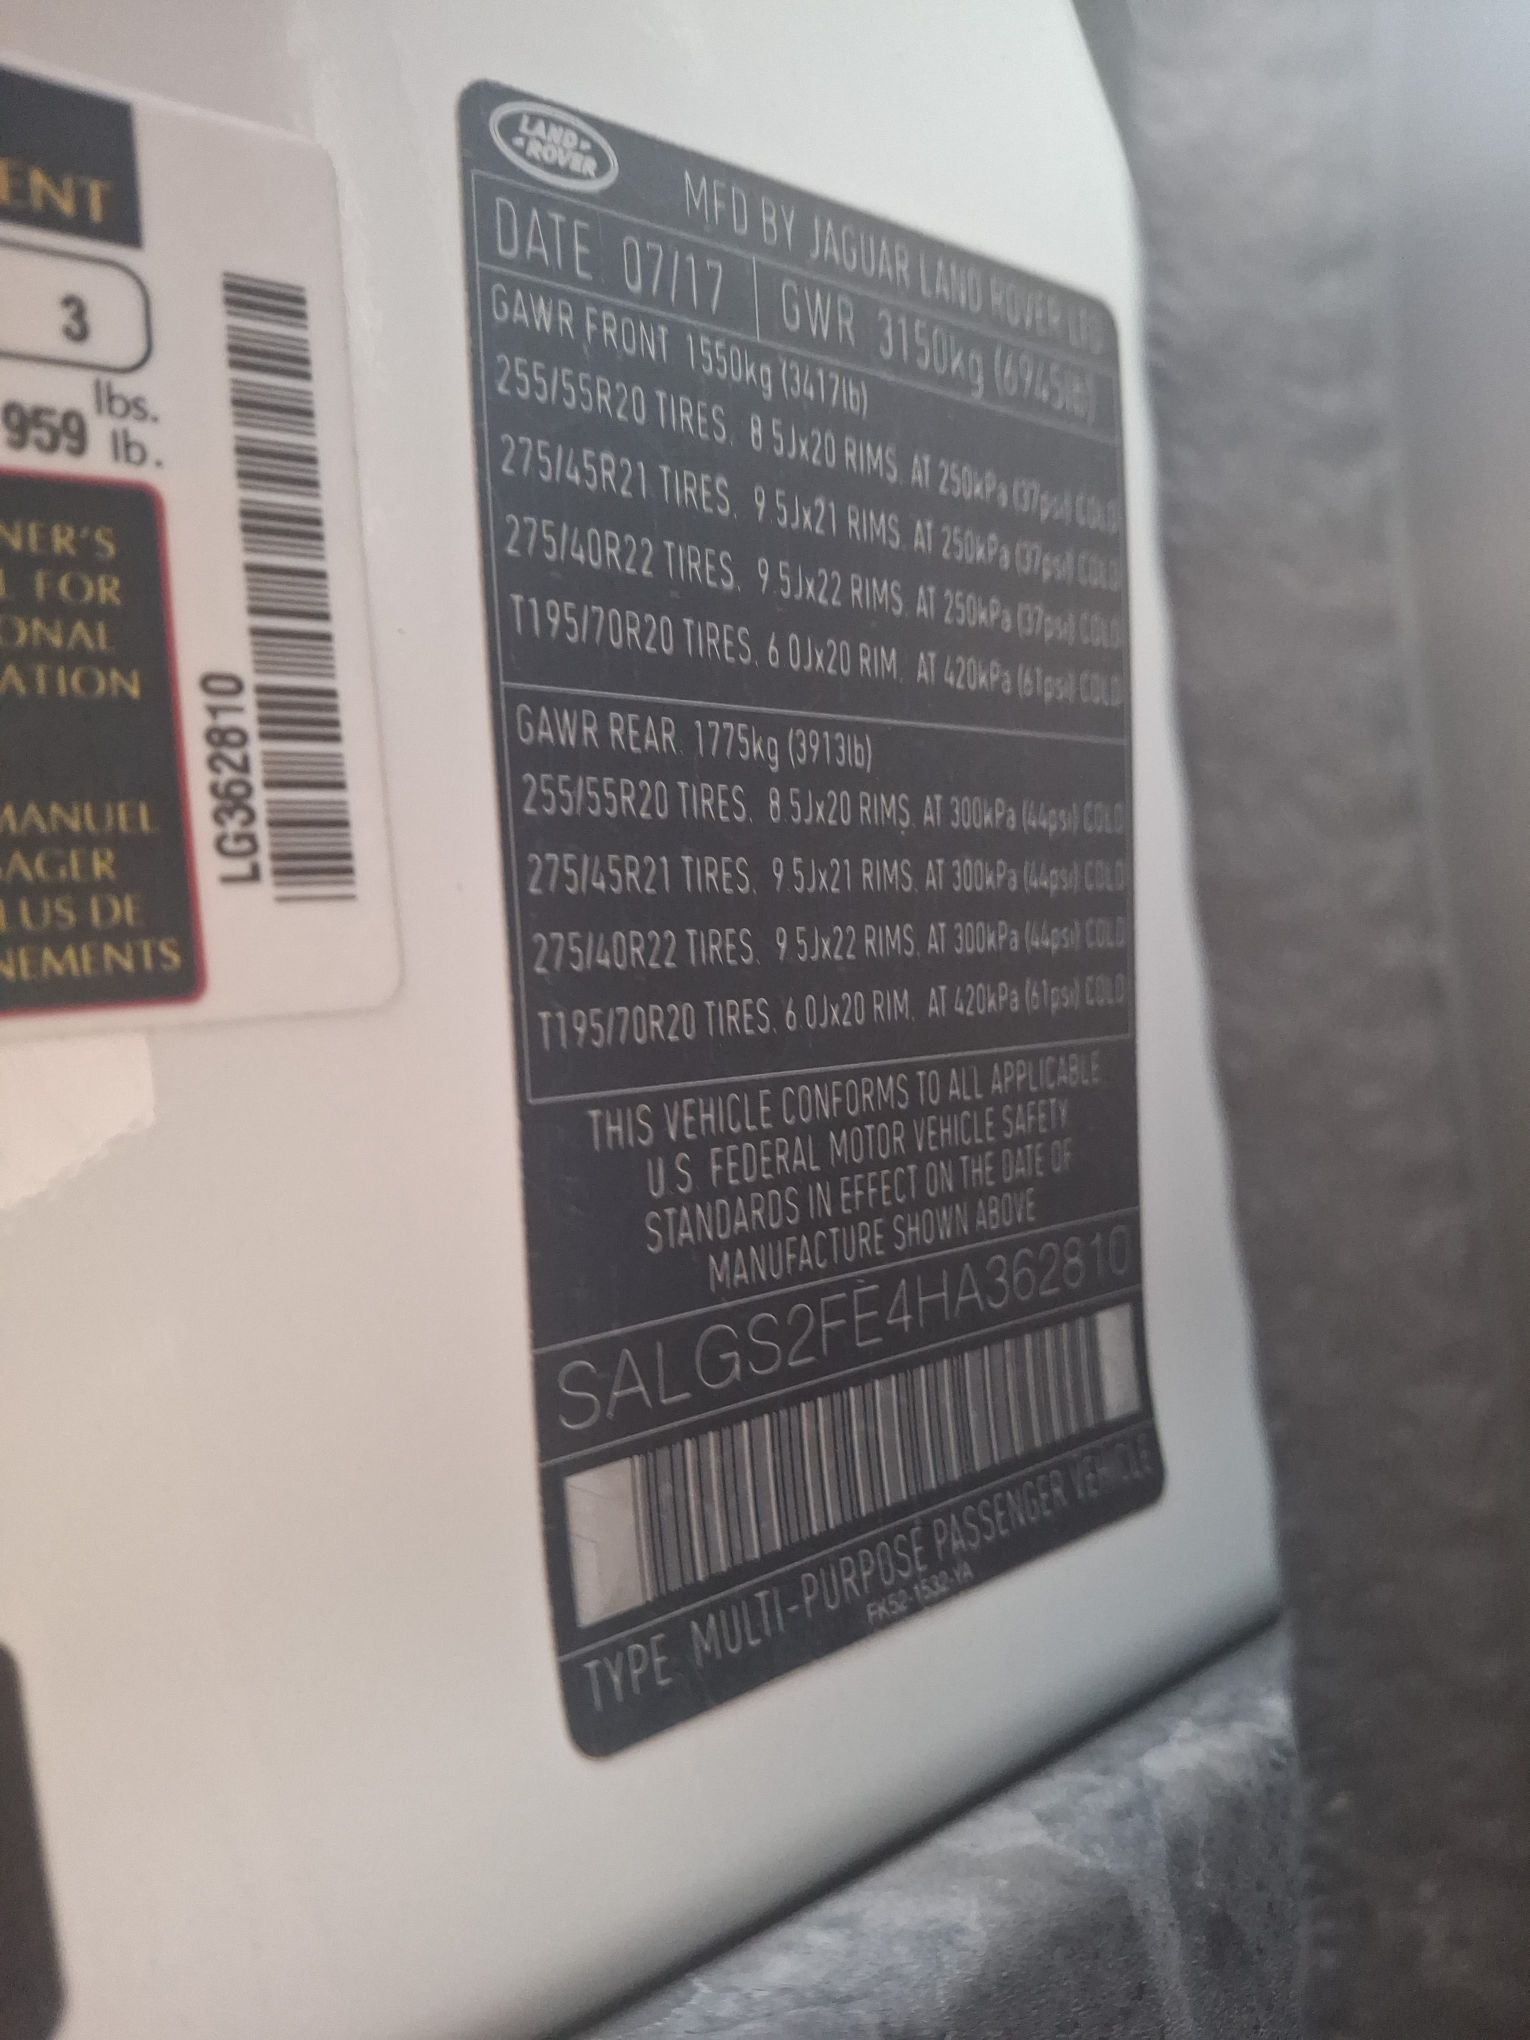 ENT
3
959 lbs.
lb.
NER'S
L FOR
ONAL
ATION
MANUEL
AGER
LUS DE
NEMENTS
LG362810
LAND-
-ROVER
MFD BY JAGUAR LAND ROVER LTD
DATE 07/17 GWR 3150kg (6945lb)
GAWR FRONT 1550kg (3417lb)
255/55R20 TIRES, 8.5Jx20 RIMS, AT 250kPa (37psi) COLD
275/45R21 TIRES, 9.5Jx21 RIMS, AT 250kPa (37psi) COLD
275/40R22 TIRES, 9.5Jx22 RIMS, AT 250kPa (37psi) COLD
T195/70R20 TIRES, 6.0Jx20 RIM, AT 420kPa (61psi) COLD
GAWR REAR 1775kg (3913lb)
255/55R20 TIRES, 8.5Jx20 RIMS, AT 300kPa (44psi) COLD
275/45R21 TIRES, 9.5Jx21 RIMS, AT 300kPa (44psi) COLD
275/40R22 TIRES, 9.5Jx22 RIMS, AT 300kPa (44psi) COLD
T195/70R20 TIRES, 6.0Jx20 RIM, AT 420kPa (61psi) COLD
THIS VEHICLE CONFORMS TO ALL APPLICABLE
U.S. FEDERAL MOTOR VEHICLE SAFETY
STANDARDS IN EFFECT ON THE DATE OF
MANUFACTURE SHOWN ABOVE
SALGS2FE4HA362810
TYPE MULTI-PURPOSE PASSENGER VEHICLE
FK52-1532-YA